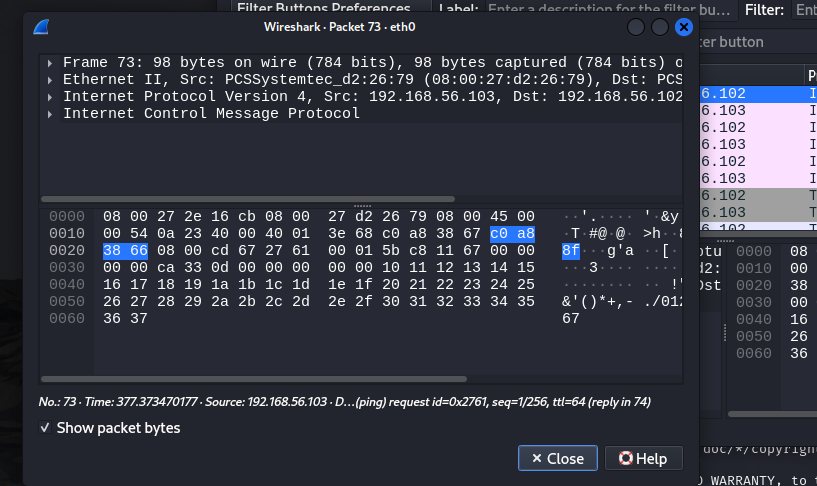 Filter Buttons Preferences... Label: Enter a description for the filter bu... Filter: Ent
Wireshark · Packet 73 · eth0
ter button
Frame 73: 98 bytes on wire (784 bits), 98 bytes captured (784 bits) o
Ethernet II, Src: PCSSystemtec_d2:26:79 (08:00:27:d2:26:79), Dst: PCS
Internet Protocol Version 4, Src: 192.168.56.103, Dst: 192.168.56.102
Internet Control Message Protocol
6.102 I
6.103 I
6.102 I
6.103 I
6.102 I
6.103 I
6.102 T
6.103 T
6.102 I
0000 08 00 27 2e 16 cb 08 00 27 d2 26 79 08 00 45 00 ··'.···· '·&y
0010 00 54 0a 23 40 00 40 01 3e 68 c0 a8 38 67 c0 a8 ·T·#@·@· >h··8
0020 38 66 08 00 cd 67 27 61 00 01 5b c8 11 67 00 00 8f···g'a ··[·
0030 00 00 ca 33 0d 00 00 00 00 00 10 11 12 13 14 15 ···3···· ····
0040 16 17 18 19 1a 1b 1c 1d 1e 1f 20 21 22 23 24 25 ········ ·· !"
0050 26 27 28 29 2a 2b 2c 2d 2e 2f 30 31 32 33 34 35 &'()*+,- ./012
0060 36 37 67
ptu
d2:
Dst
0000 08
0010 00
0020 38
0030 00
0040 16
0050 26
0060 36
No.: 73 · Time: 377.373470177 · Source: 192.168.56.103 · D…(ping) request id=0x2761, seq=1/256, ttl=64 (reply in 74)
Show packet bytes
Close Help
doc/*/copyright
WARRANTY, to t